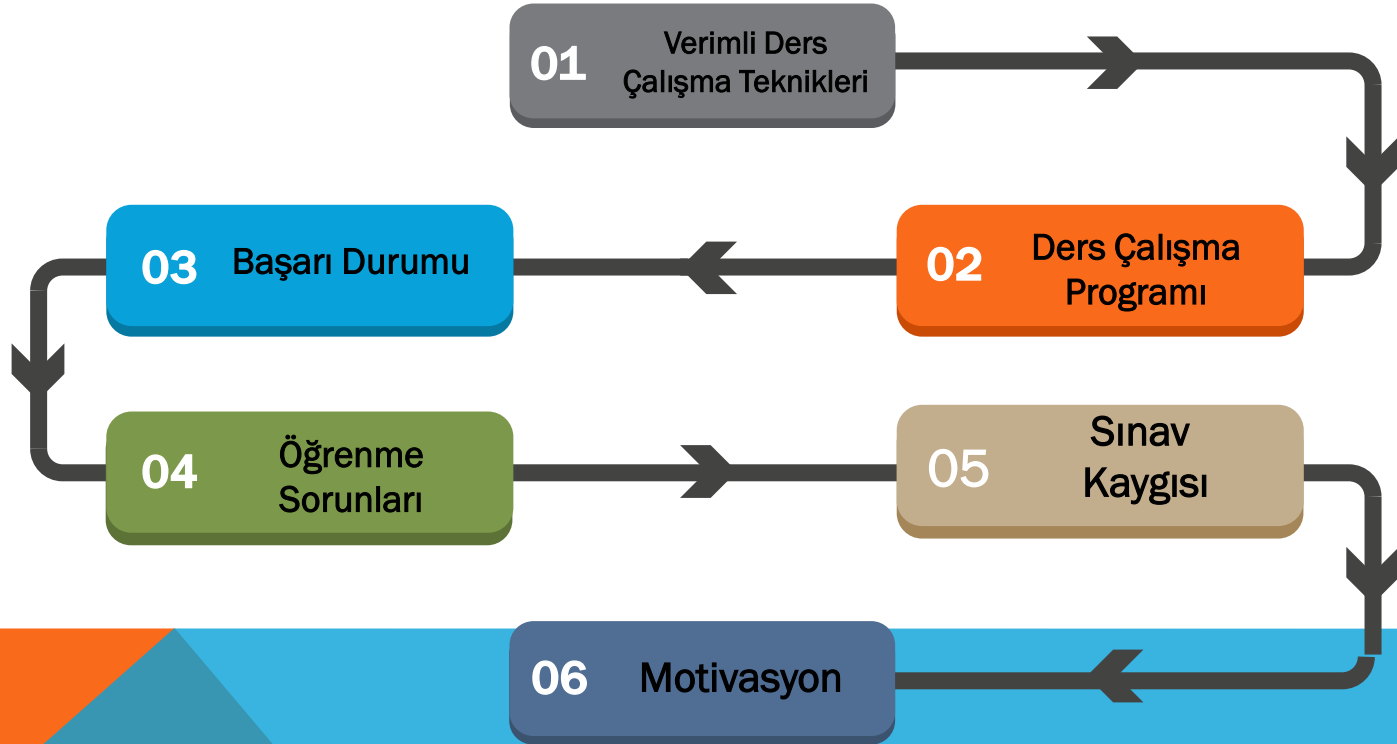 01
Verimli Ders
Çalışma Teknikleri
02
Ders Çalışma
Programı
03
Başarı Durumu
04
Öğrenme
Sorunları
05
Sınav
Kaygısı
06
Motivasyon